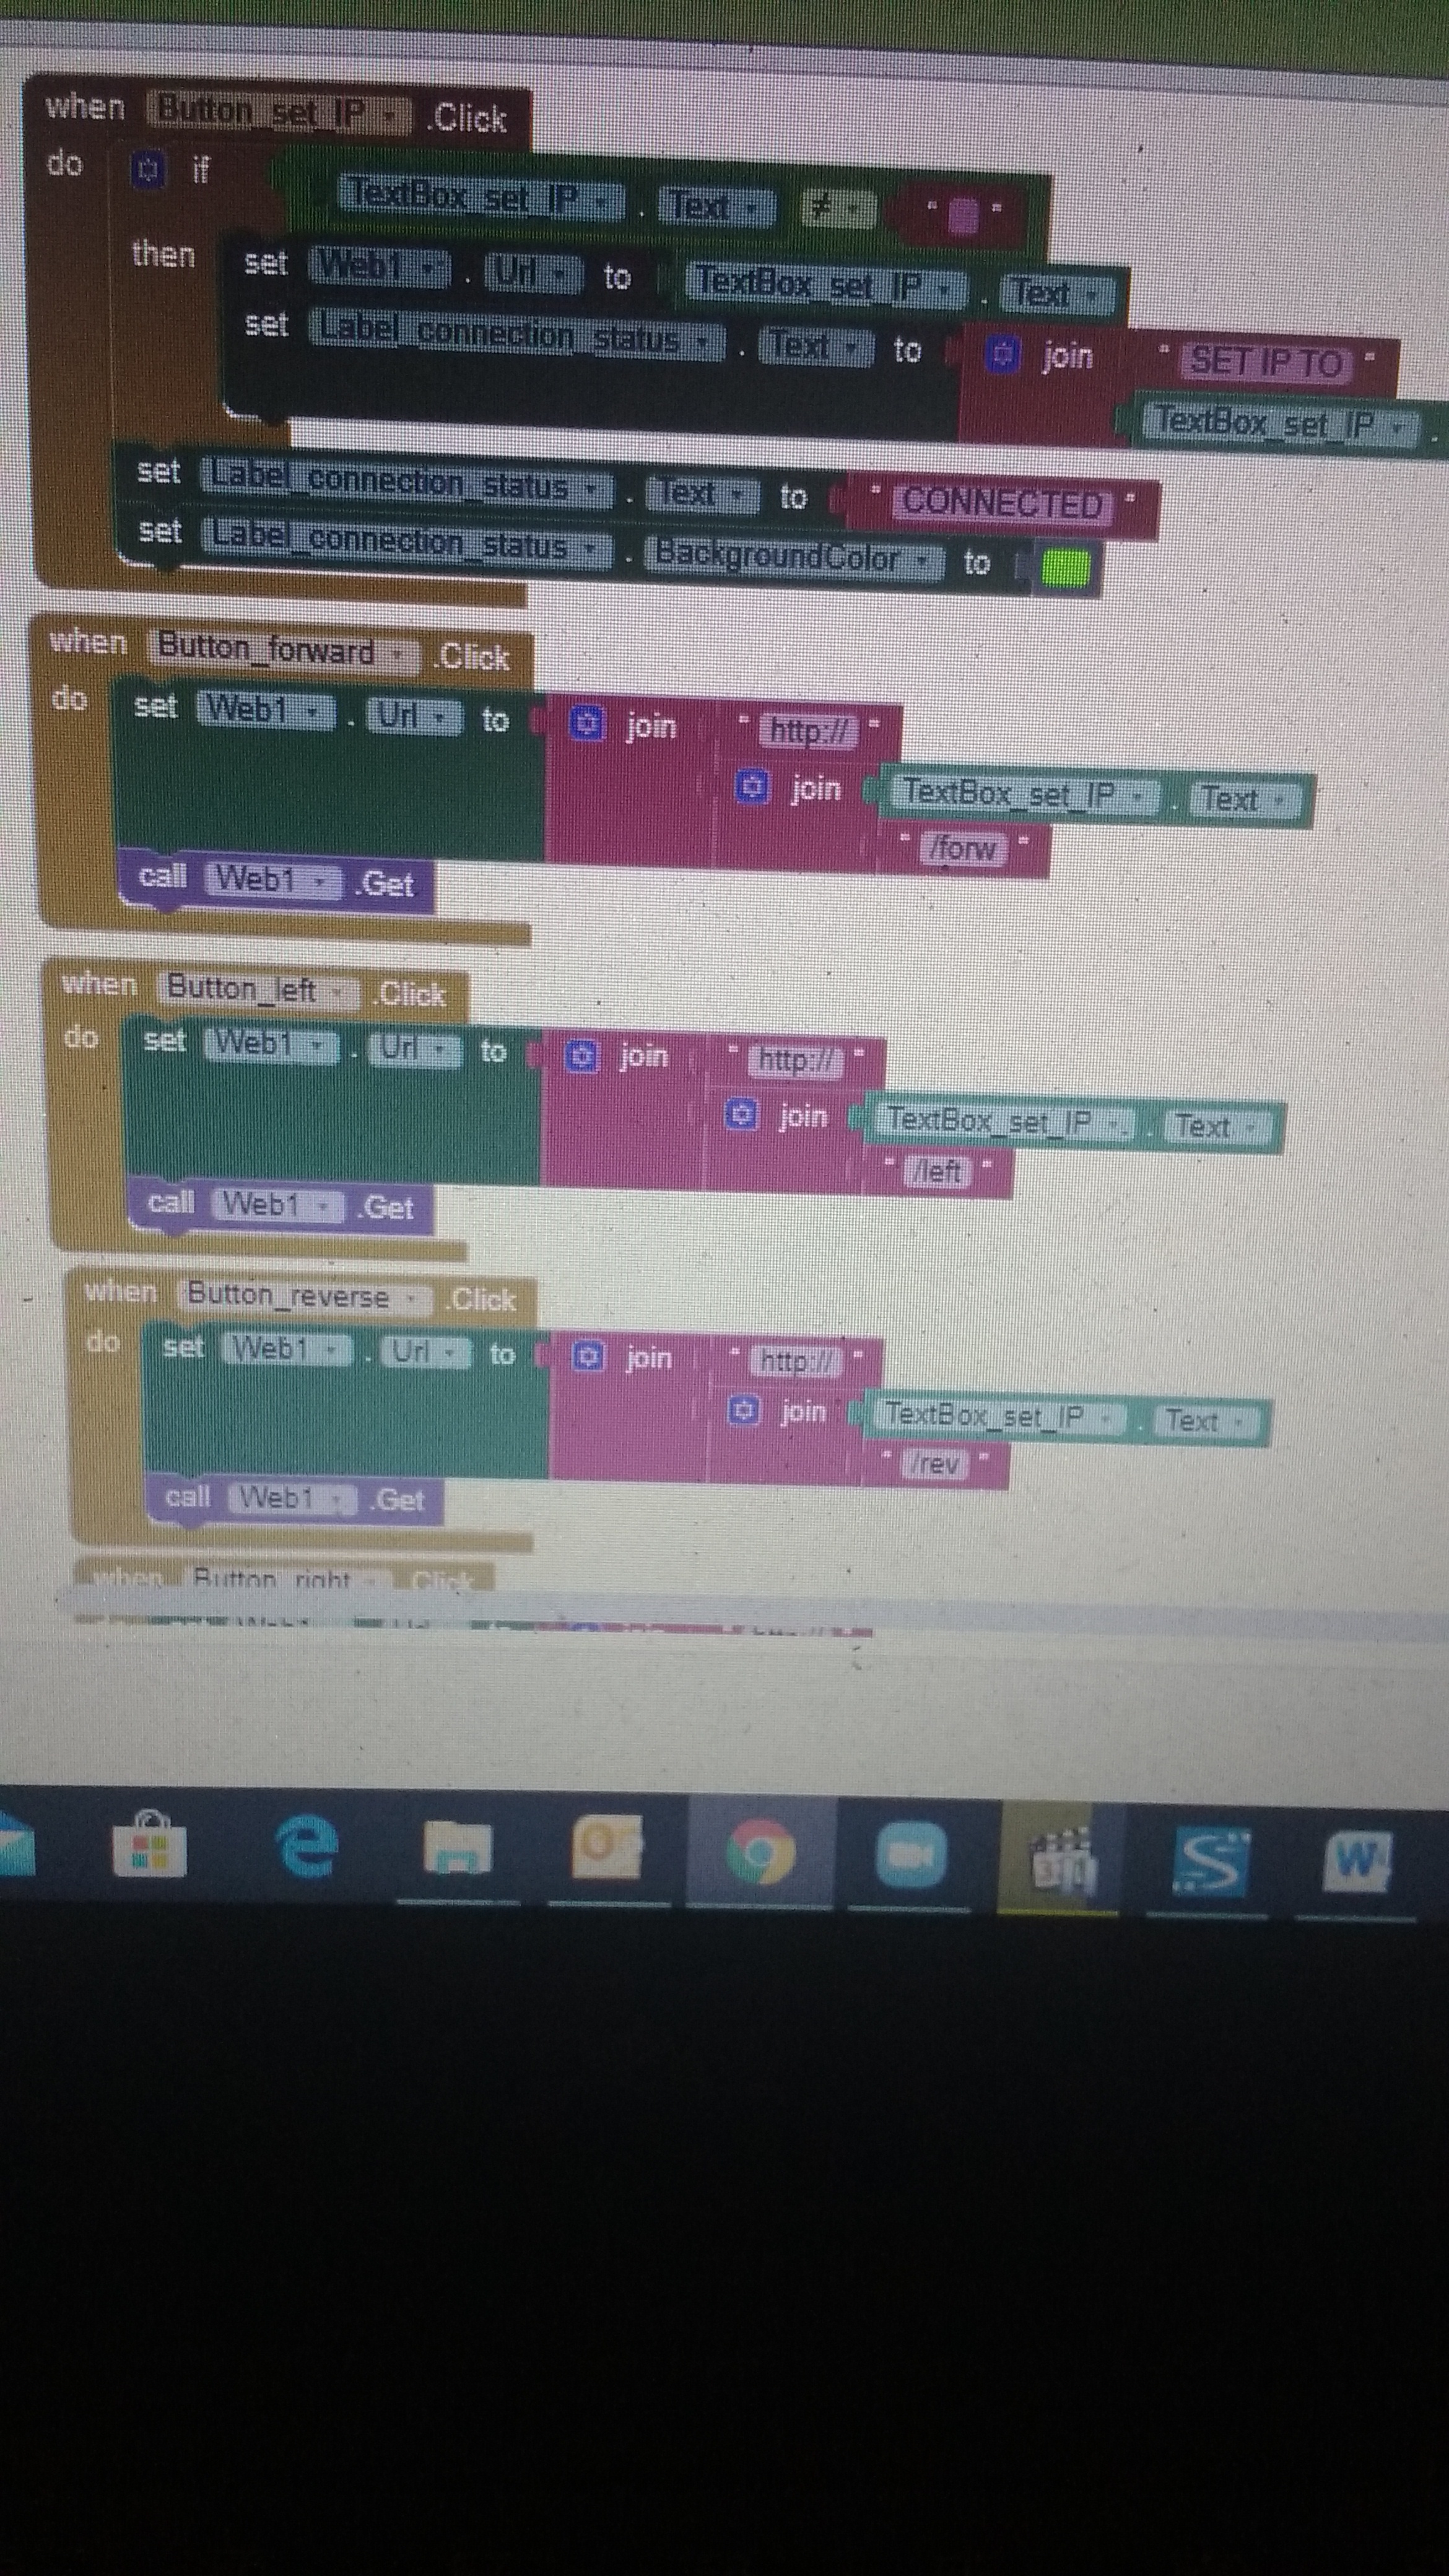 when Button_set_IP .Click
do if TextBox_set_IP . Text ≠ " "
then set Web1 . Url to TextBox_set_IP . Text
set Label_connection_status . Text to join " SET IP TO "
TextBox_set_IP .
set Label_connection_status . Text to " CONNECTED "
set Label_connection_status . BackgroundColor to
when Button_forward .Click
do set Web1 . Url to join " http:// "
join TextBox_set_IP . Text
" /forw "
call Web1 .Get
when Button_left .Click
do set Web1 . Url to join " http:// "
join TextBox_set_IP . Text
" /left "
call Web1 .Get
when Button_reverse .Click
do set Web1 . Url to join " http:// "
join TextBox_set_IP . Text
" /rev "
call Web1 .Get
when Button_right .Click